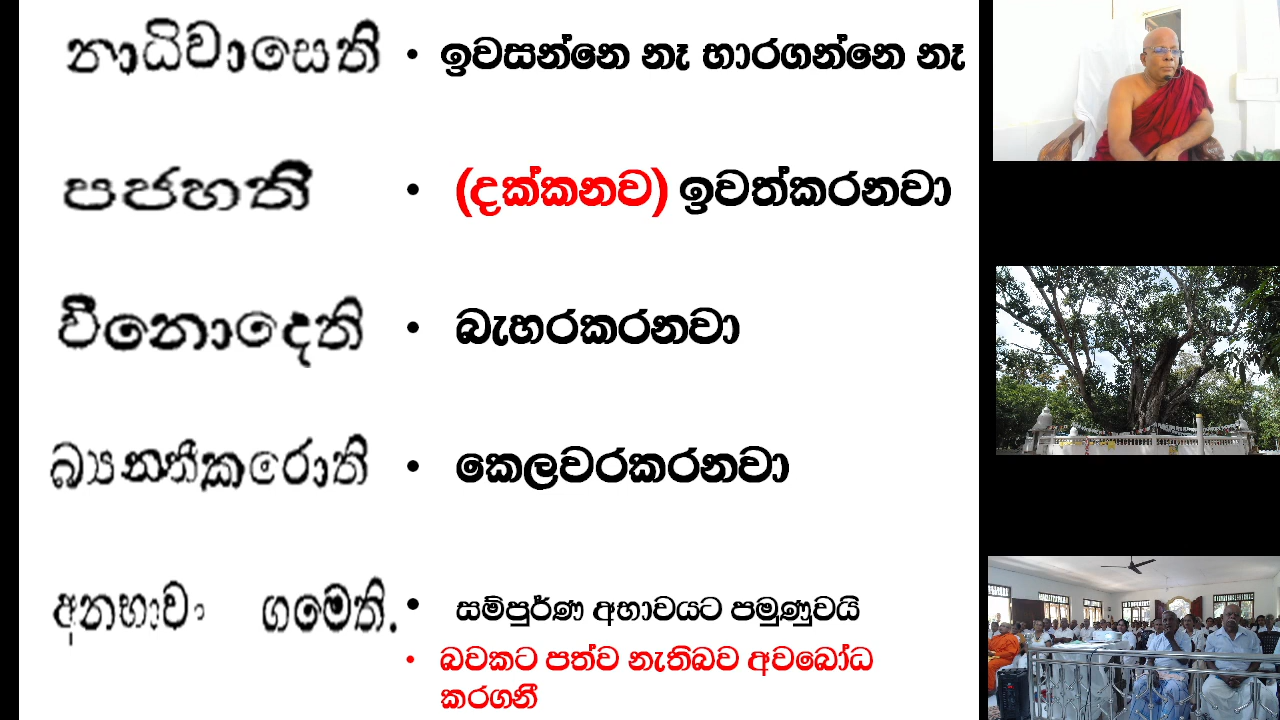 නාධිවාසෙති • ඉවසන්නෙ නෑ භාරගන්නෙ නෑ
පජහති • (දක්කනව) ඉවත්කරනවා
විනොදෙති • බැහරකරනවා
බ්‍යන්තීකරොති • කෙලවරකරනවා
අනභාවං ගමෙති. • සම්පුර්ණ අභාවයට පමුණුවයි
• බවකට පත්ව නැතිබව අවබෝධ
කරගනී